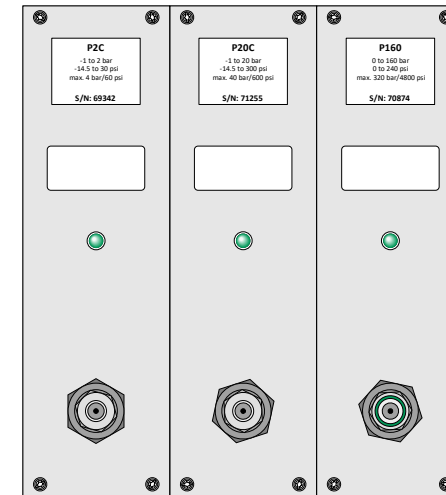 P2C
-1 to 2 bar
-14.5 to 30 psi
max. 4 bar/60 psi
S/N: 69342
P20C
-1 to 20 bar
-14.5 to 300 psi
max. 40 bar/600 psi
S/N: 71255
P160
0 to 160 bar
0 to 240 psi
max. 320 bar/4800 psi
S/N: 70874